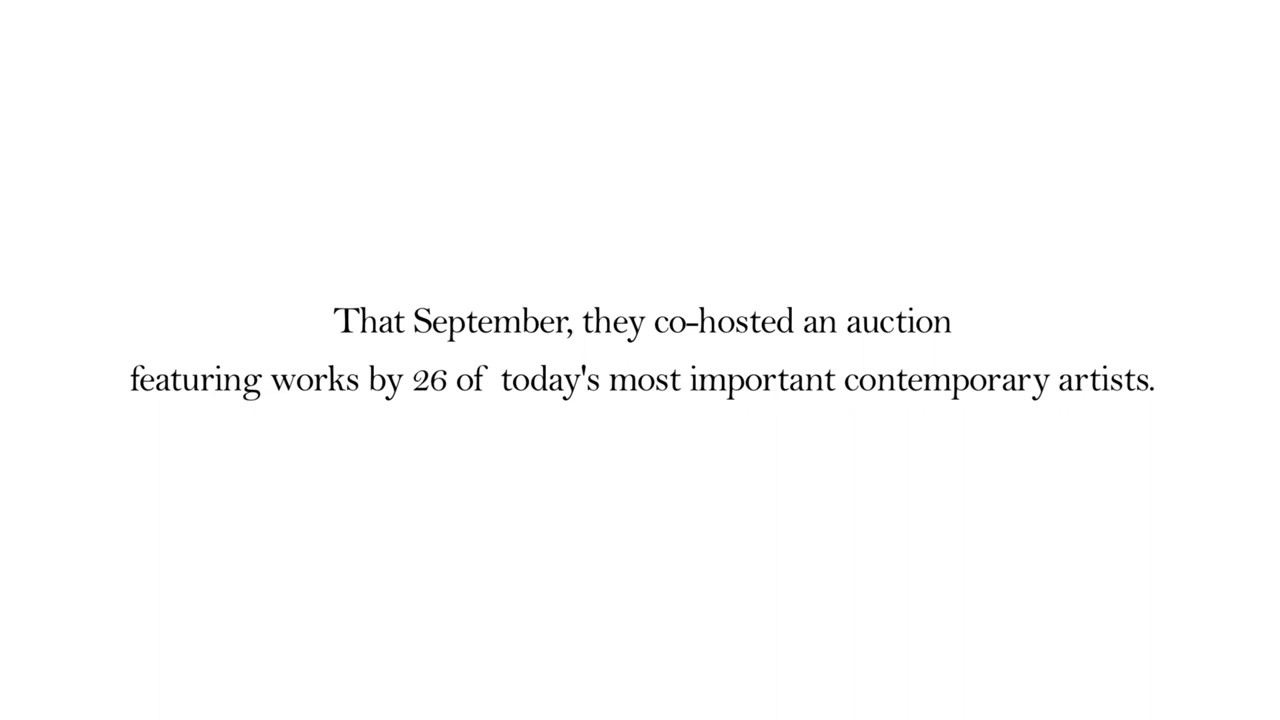 That September, they co-hosted an auction
featuring works by 26 of  today's most important contemporary artists.